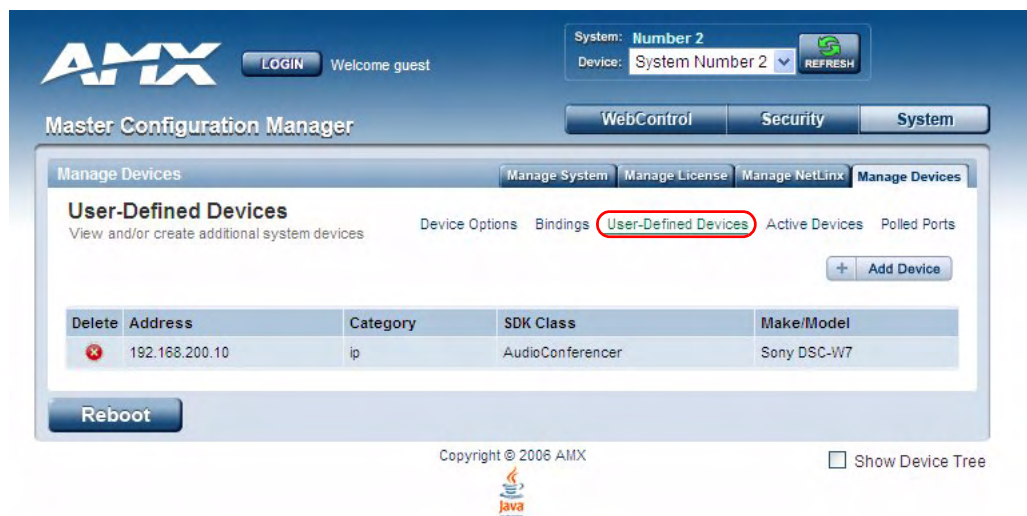 System: Number 2
AMX LOGIN Welcome guest
Device: System Number 2 REFRESH
Master Configuration Manager
WebControl Security System
Manage Devices
Manage System Manage License Manage NetLinx Manage Devices
User-Defined Devices
View and/or create additional system devices
Device Options Bindings User-Defined Devices Active Devices Polled Ports
+ Add Device
Delete Address Category SDK Class Make/Model
192.168.200.10 ip AudioConferencer Sony DSC-W7
Reboot
Copyright © 2006 AMX
Show Device Tree
Java